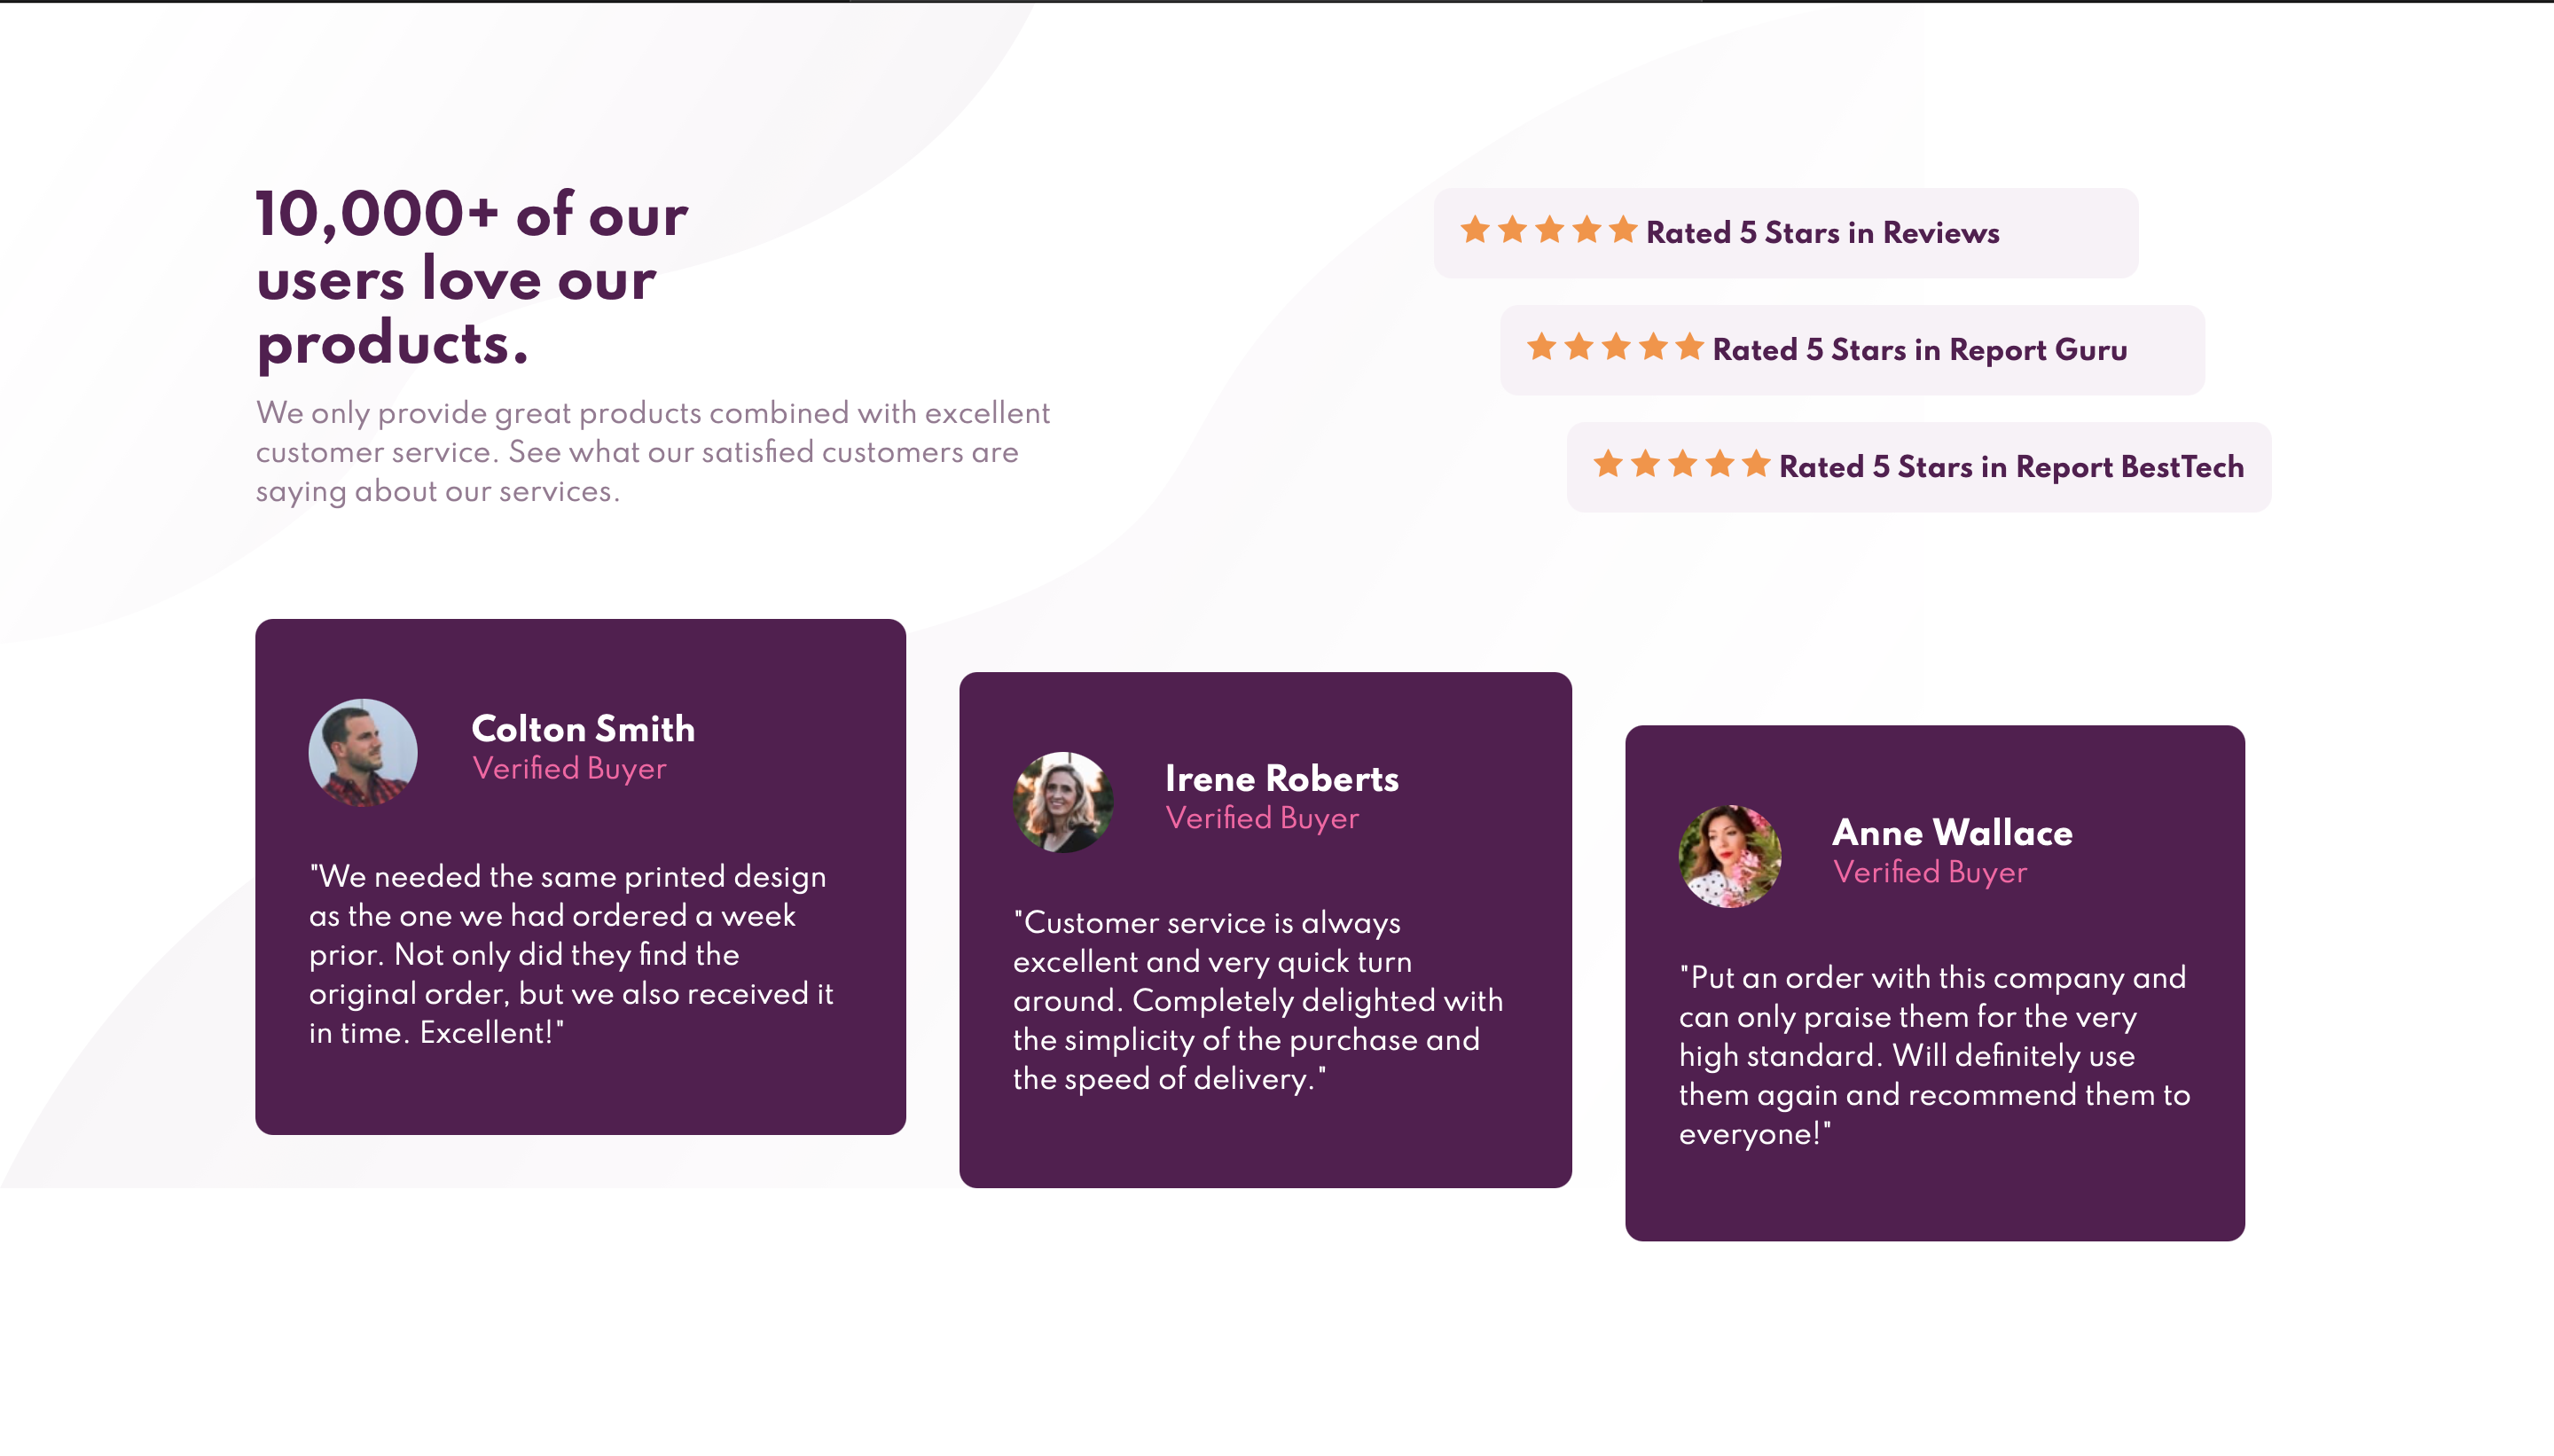 10,000+ of our
users love our
products.
We only provide great products combined with excellent
customer service. See what our satisfied customers are
saying about our services.
Rated 5 Stars in Reviews
Rated 5 Stars in Report Guru
Rated 5 Stars in Report BestTech
Colton Smith
Verified Buyer
"We needed the same printed design
as the one we had ordered a week
prior. Not only did they find the
original order, but we also received it
in time. Excellent!"
Irene Roberts
Verified Buyer
"Customer service is always
excellent and very quick turn
around. Completely delighted with
the simplicity of the purchase and
the speed of delivery."
Anne Wallace
Verified Buyer
"Put an order with this company and
can only praise them for the very
high standard. Will definitely use
them again and recommend them to
everyone!"